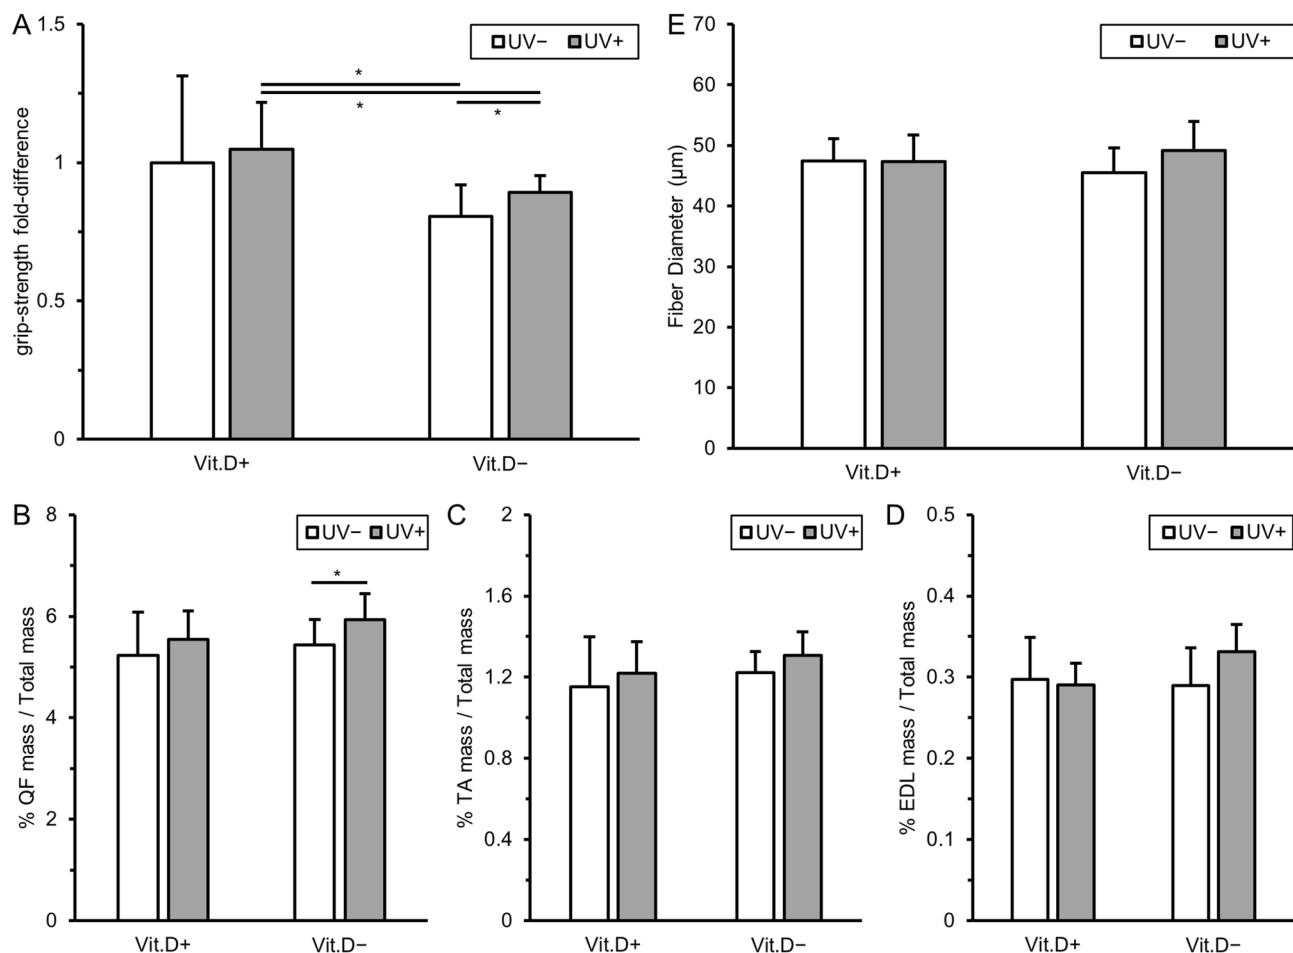 A
grip-strength fold-difference
1.5
1
0.5
0
UV− UV+
*
*
*
Vit.D+ Vit.D−
E
Fiber Diameter (μm)
70
60
50
40
30
20
10
0
UV− UV+
Vit.D+ Vit.D−
B
% QF mass / Total mass
8
6
4
2
0
UV− UV+
*
Vit.D+ Vit.D−
C
% TA mass / Total mass
2
1.6
1.2
0.8
0.4
0
UV− UV+
Vit.D+ Vit.D−
D
% EDL mass / Total mass
0.5
0.4
0.3
0.2
0.1
0
UV− UV+
Vit.D+ Vit.D−